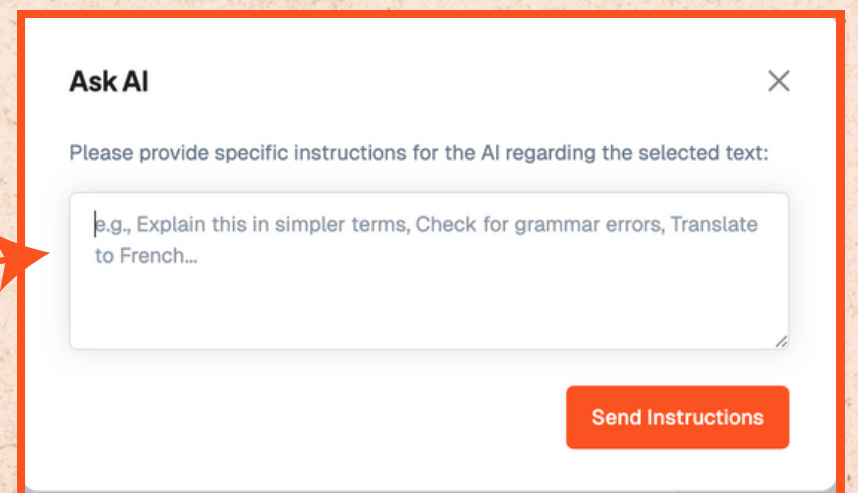 Ask AI
Please provide specific instructions for the AI regarding the selected text:
e.g., Explain this in simpler terms, Check for grammar errors, Translate
to French...
Send Instructions